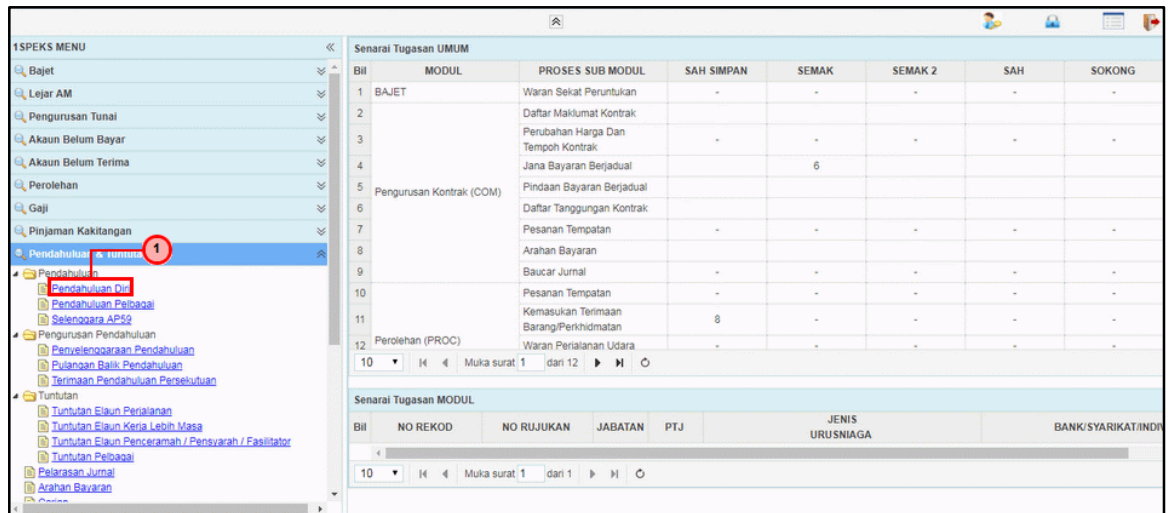 1SPEKS MENU
Bajet
Lejar AM
Pengurusan Tunai
Akaun Belum Bayar
Akaun Belum Terima
Perolehan
Gaji
Pinjaman Kakitangan
Pendahuluan & Tuntuta
1
Pendahuluan
Pendahuluan Diri
Pendahuluan Pelbagai
Selenggara AP59
Pengurusan Pendahuluan
Penyelenggaraan Pendahuluan
Pulangan Balik Pendahuluan
Terimaan Pendahuluan Persekutuan
Tuntutan
Tuntutan Elaun Perjalanan
Tuntutan Elaun Kerja Lebih Masa
Tuntutan Elaun Penceramah / Pensyarah / Fasilitator
Tuntutan Pelbagai
Pelarasan Jurnal
Arahan Bayaran
Senarai Tugasan UMUM
Bil MODUL PROSES SUB MODUL SAH SIMPAN SEMAK SEMAK 2 SAH SOKONG
1 BAJET Waran Sekat Peruntukan - - - - -
2 Daftar Maklumat Kontrak
3 Perubahan Harga Dan Tempoh Kontrak - - - - -
4 Jana Bayaran Berjadual 6
5 Pengurusan Kontrak (COM) Pindaan Bayaran Berjadual
6 Daftar Tanggungan Kontrak
7 Pesanan Tempatan - - - - -
8 Arahan Bayaran
9 Baucar Jurnal - - - - -
10 Pesanan Tempatan - - - - -
11 Kemasukan Terimaan Barang/Perkhidmatan 8 - - - -
12 Perolehan (PROC) Waran Perjalanan Udara - - - - -
10 Muka surat 1 dari 12
Senarai Tugasan MODUL
Bil NO REKOD NO RUJUKAN JABATAN PTJ JENIS URUSNIAGA BANK/SYARIKAT/INDIV
10 Muka surat 1 dari 1